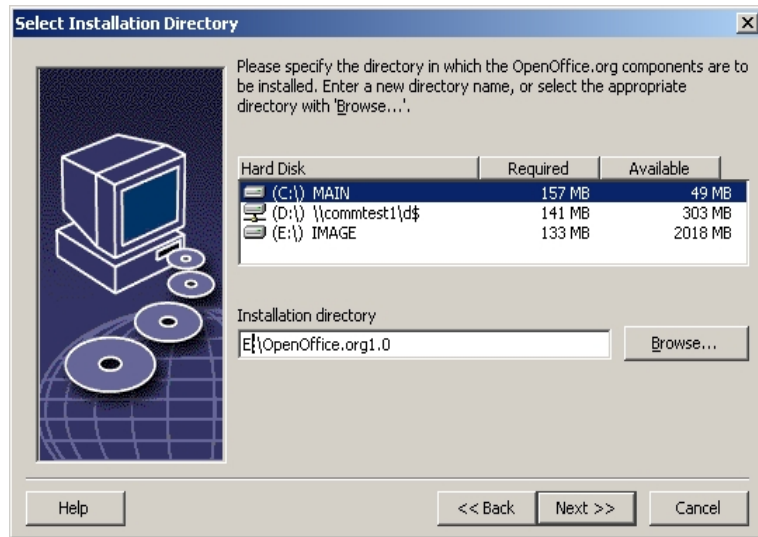 Select Installation Directory
Please specify the directory in which the OpenOffice.org components are to
be installed. Enter a new directory name, or select the appropriate
directory with 'Browse...'.
Hard Disk Required Available
(C:\) MAIN 157 MB 49 MB
(D:\) \\commtest1\d$ 141 MB 303 MB
(E:\) IMAGE 133 MB 2018 MB
Installation directory
E:\OpenOffice.org1.0 Browse...
Help << Back Next >> Cancel